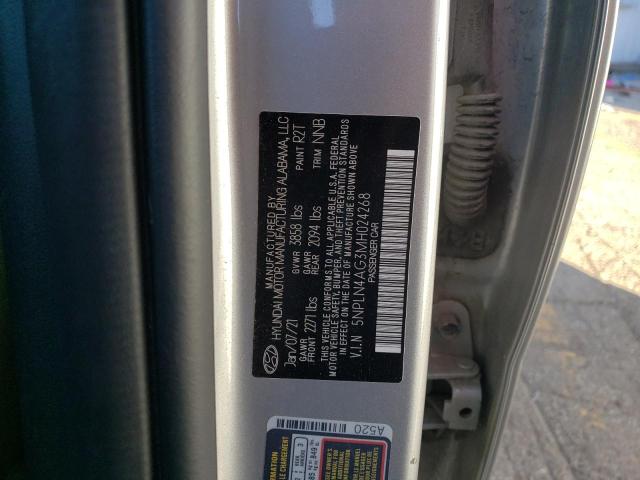 MANUFACTURED BY
HYUNDAI MOTOR MANUFACTURING ALABAMA, LLC
Jan/07/21 GVWR 3858 lbs PAINT R2T
GAWR FRONT 2271 lbs GAWR REAR 2094 lbs TRIM NNB
THIS VEHICLE CONFORMS TO ALL APPLICABLE U.S.A. FEDERAL
MOTOR VEHICLE SAFETY, BUMPER, AND THEFT PREVENTION STANDARDS
IN EFFECT ON THE DATE OF MANUFACTURE SHOWN ABOVE
V.I.N 5NPLN4AG3MH024268
PASSENGER CAR
A520